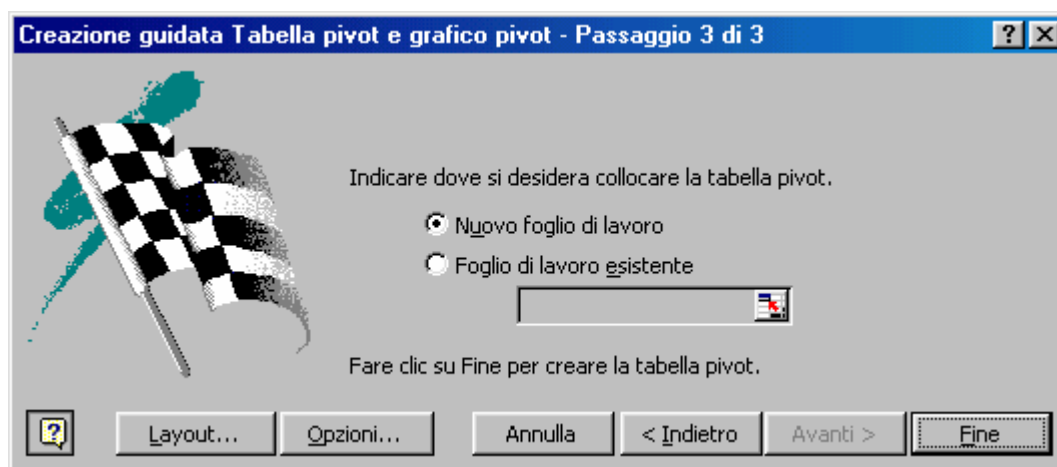 Creazione guidata Tabella pivot e grafico pivot - Passaggio 3 di 3
Indicare dove si desidera collocare la tabella pivot.
Nuovo foglio di lavoro
Foglio di lavoro esistente
Fare clic su Fine per creare la tabella pivot.
Layout... Opzioni... Annulla < Indietro Avanti > Fine